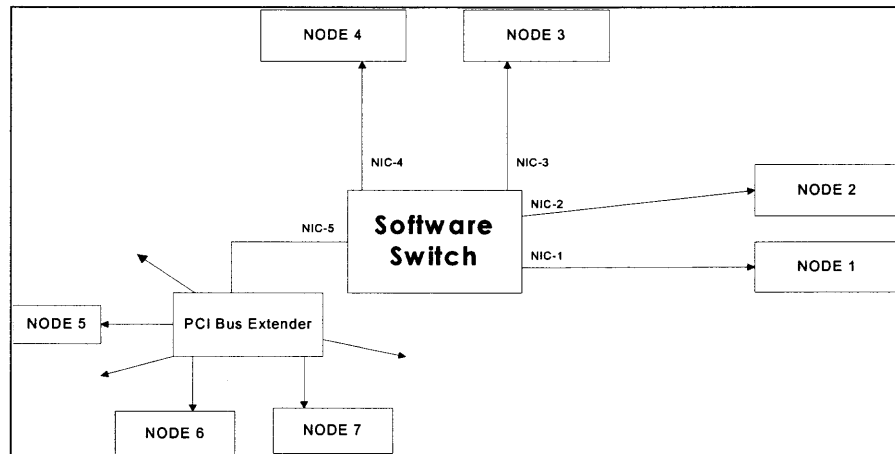 NODE 4
NODE 3
NIC-4
NIC-3
NODE 2
NIC-2
Software
Switch
NIC-5
NIC-1
NODE 1
NODE 5
PCI Bus Extender
NODE 6
NODE 7